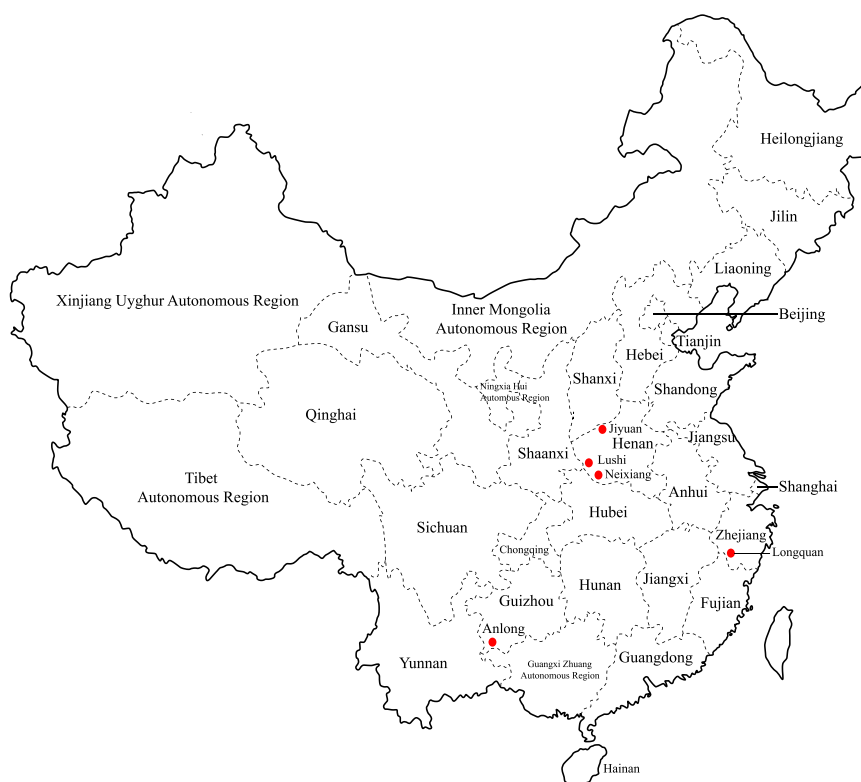 Heilongjiang
Jilin
Liaoning
Xinjiang Uyghur Autonomous Region
Inner Mongolia
Autonomous Region
Beijing
Gansu
Tianjin
Hebei
Shanxi
Ningxia Hui
Autombus Region
Shandong
Qinghai
Jiyuan
Henan
Jiangsu
Shaanxi
Lushi
Neixiang
Tibet
Autonomous Region
Anhui
Shanghai
Sichuan
Hubei
Zhejiang
Chongqing
Longquan
Hunan
Jiangxi
Guizhou
Fujian
Anlong
Yunnan
Guangxi Zhuang
Autonomous Region
Guangdong
Hainan